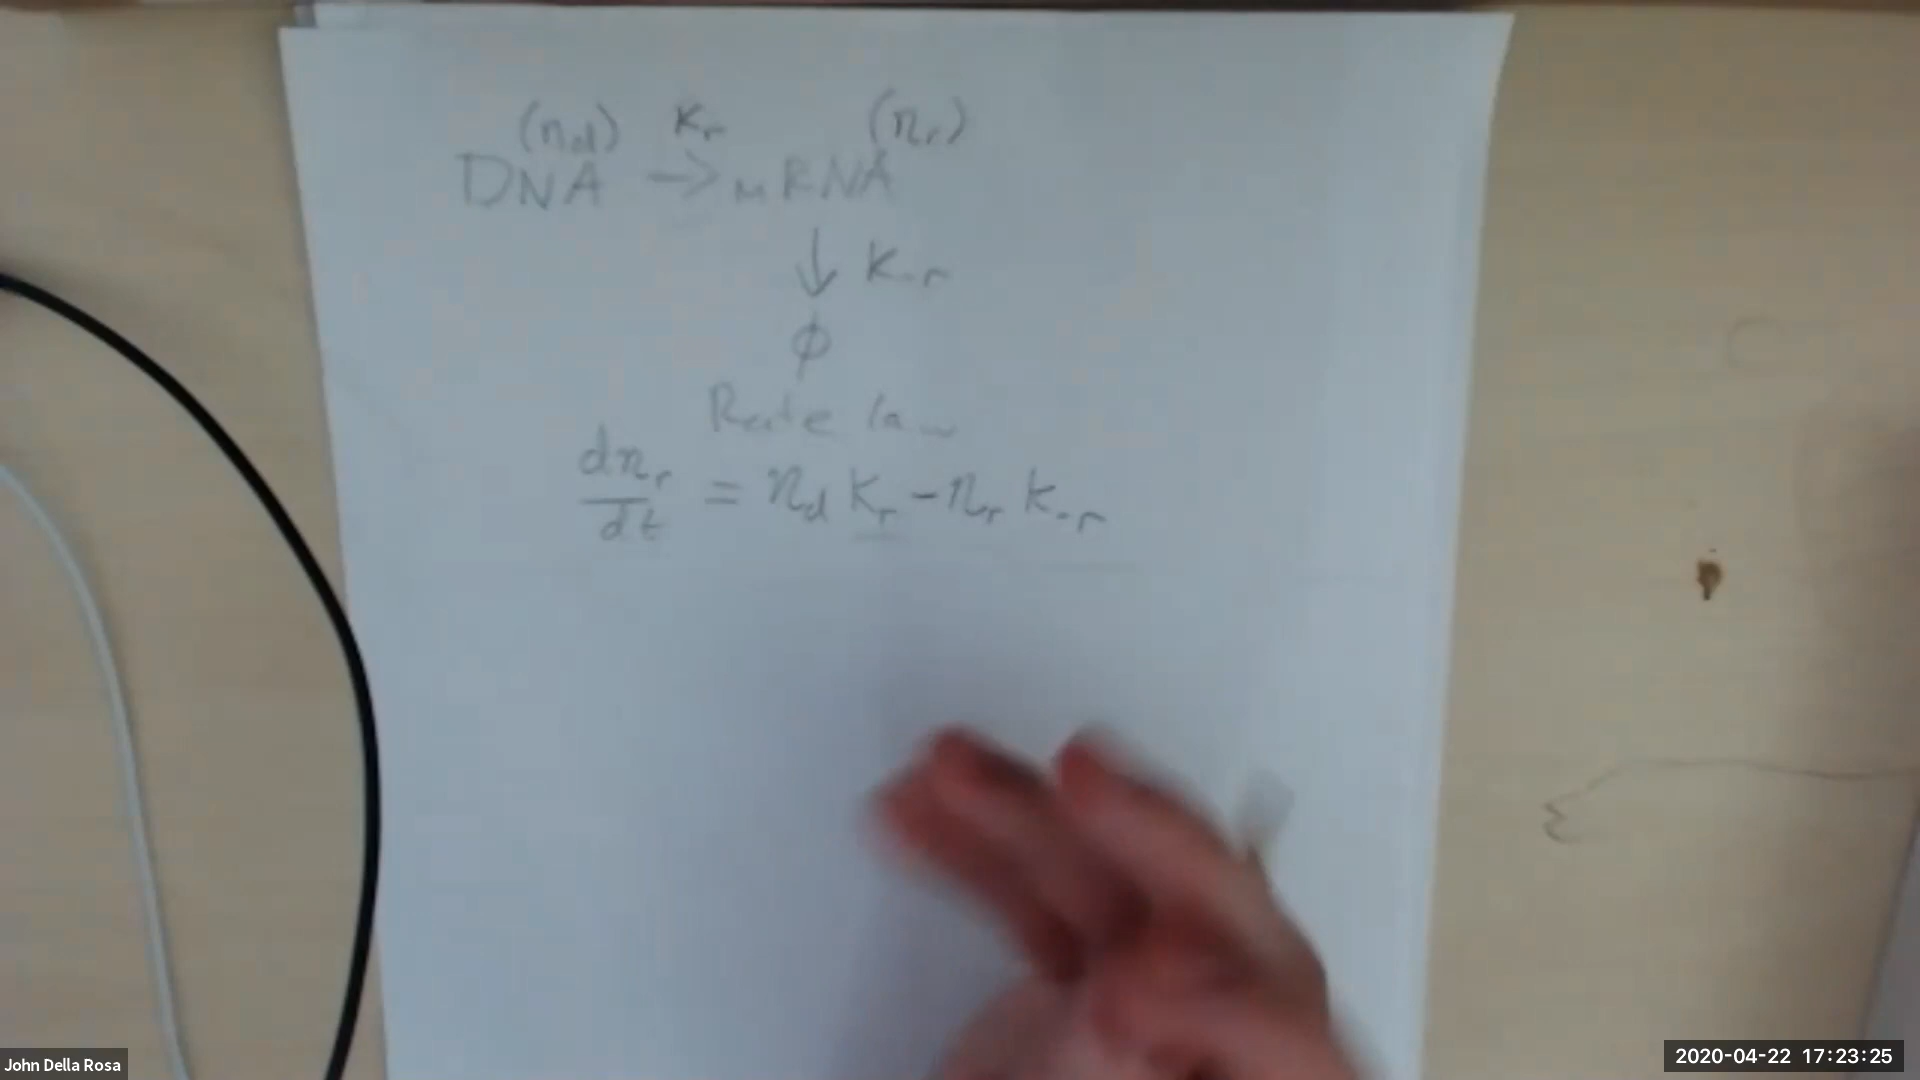 (n_d) K_r (n_r)
DNA → mRNA
↓ K_-r
ϕ
Rate law
dn_r/dt = n_d K_r - n_r K_-r
John Della Rosa
2020-04-22 17:23:25